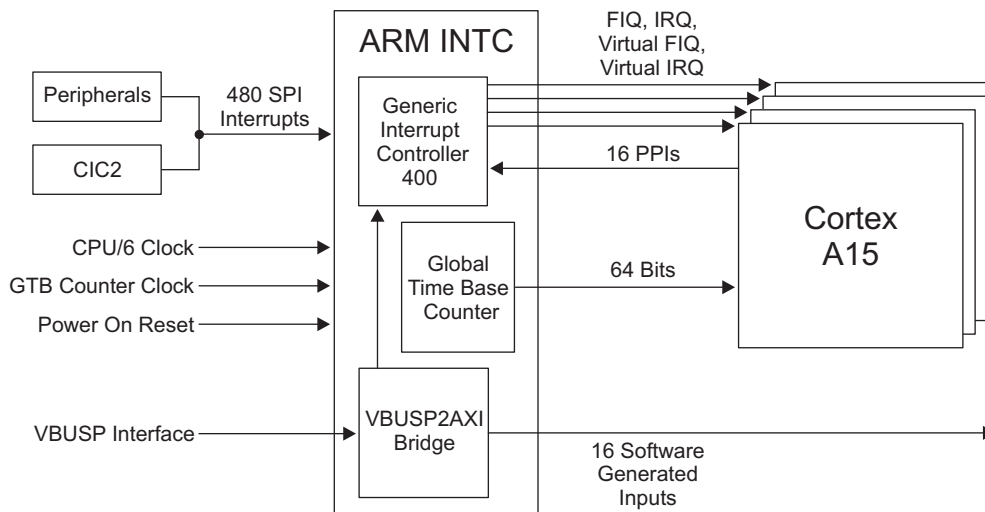 ARM INTC
FIQ, IRQ,
Virtual FIQ,
Virtual IRQ
Peripherals
480 SPI
Interrupts
CIC2
Generic
Interrupt
Controller
400
16 PPIs
Cortex
A15
CPU/6 Clock
GTB Counter Clock
Power On Reset
Global
Time Base
Counter
64 Bits
VBUSP Interface
VBUSP2AXI
Bridge
16 Software
Generated
Inputs